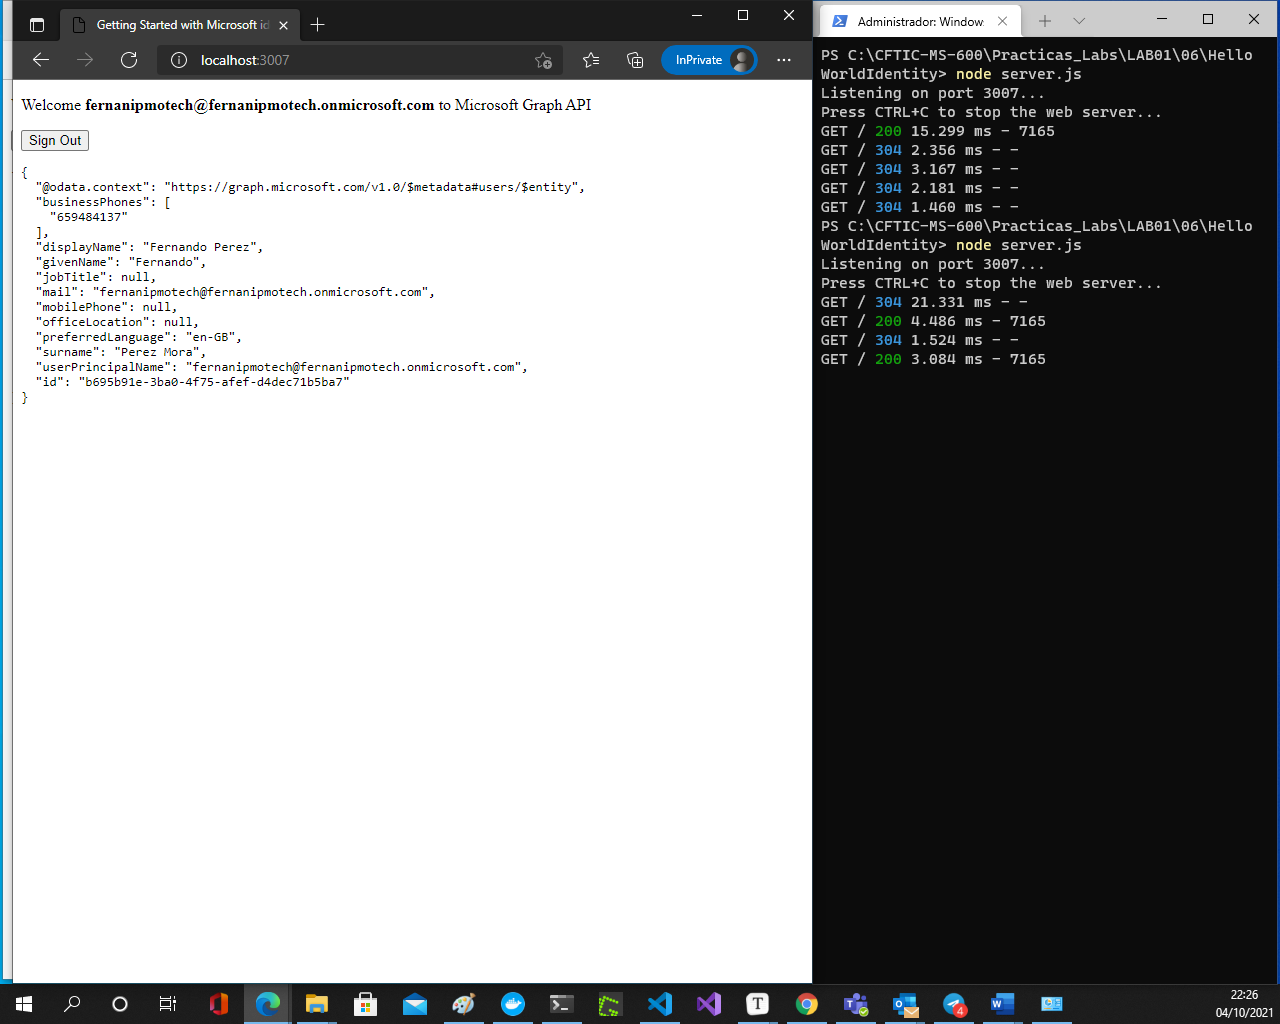 Getting Started with Microsoft id
localhost:3007
InPrivate
Welcome fernanipmotech@fernanipmotech.onmicrosoft.com to Microsoft Graph API
Sign Out
{
  "@odata.context": "https://graph.microsoft.com/v1.0/$metadata#users/$entity",
  "businessPhones": [
    "659484137"
  ],
  "displayName": "Fernando Perez",
  "givenName": "Fernando",
  "jobTitle": null,
  "mail": "fernanipmotech@fernanipmotech.onmicrosoft.com",
  "mobilePhone": null,
  "officeLocation": null,
  "preferredLanguage": "en-GB",
  "surname": "Perez Mora",
  "userPrincipalName": "fernanipmotech@fernanipmotech.onmicrosoft.com",
  "id": "b695b91e-3ba0-4f75-afef-d4dec71b5ba7"
}
Administrador: Window
PS C:\CFTIC-MS-600\Practicas_Labs\LAB01\06\Hello
WorldIdentity> node server.js
Listening on port 3007...
Press CTRL+C to stop the web server...
GET / 200 15.299 ms - 7165
GET / 304 2.356 ms - -
GET / 304 3.167 ms - -
GET / 304 2.181 ms - -
GET / 304 1.460 ms - -
PS C:\CFTIC-MS-600\Practicas_Labs\LAB01\06\Hello
WorldIdentity> node server.js
Listening on port 3007...
Press CTRL+C to stop the web server...
GET / 304 21.331 ms - -
GET / 200 4.486 ms - 7165
GET / 304 1.524 ms - -
GET / 200 3.084 ms - 7165
T
4
22:26
04/10/2021